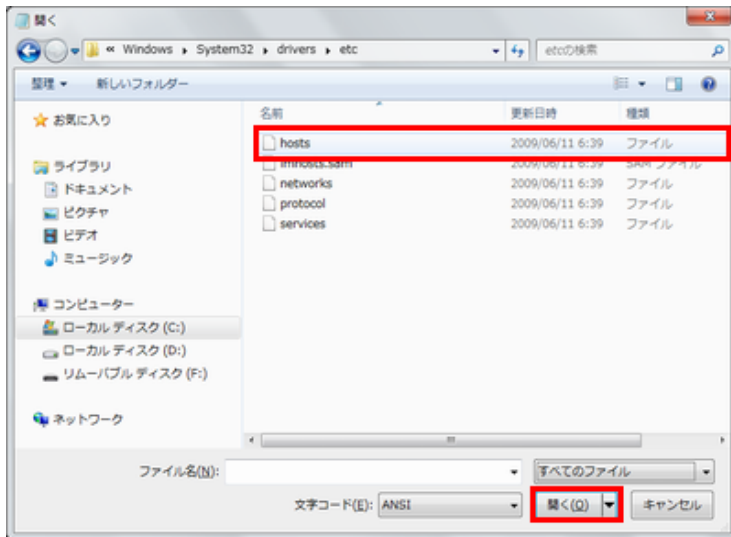 開く
« Windows ▸ System32 ▸ drivers ▸ etc
etcの検索
整理 ▼ 新しいフォルダー
お気に入り
ライブラリ
ドキュメント
ピクチャ
ビデオ
ミュージック
コンピューター
ローカル ディスク (C:)
ローカル ディスク (D:)
リムーバブル ディスク (F:)
ネットワーク
名前 更新日時 種類
hosts 2009/06/11 6:39 ファイル
lmhosts.sam 2009/06/11 6:39 SAM ファイル
networks 2009/06/11 6:39 ファイル
protocol 2009/06/11 6:39 ファイル
services 2009/06/11 6:39 ファイル
ファイル名(N): すべてのファイル
文字コード(E): ANSI 開く(O) キャンセル